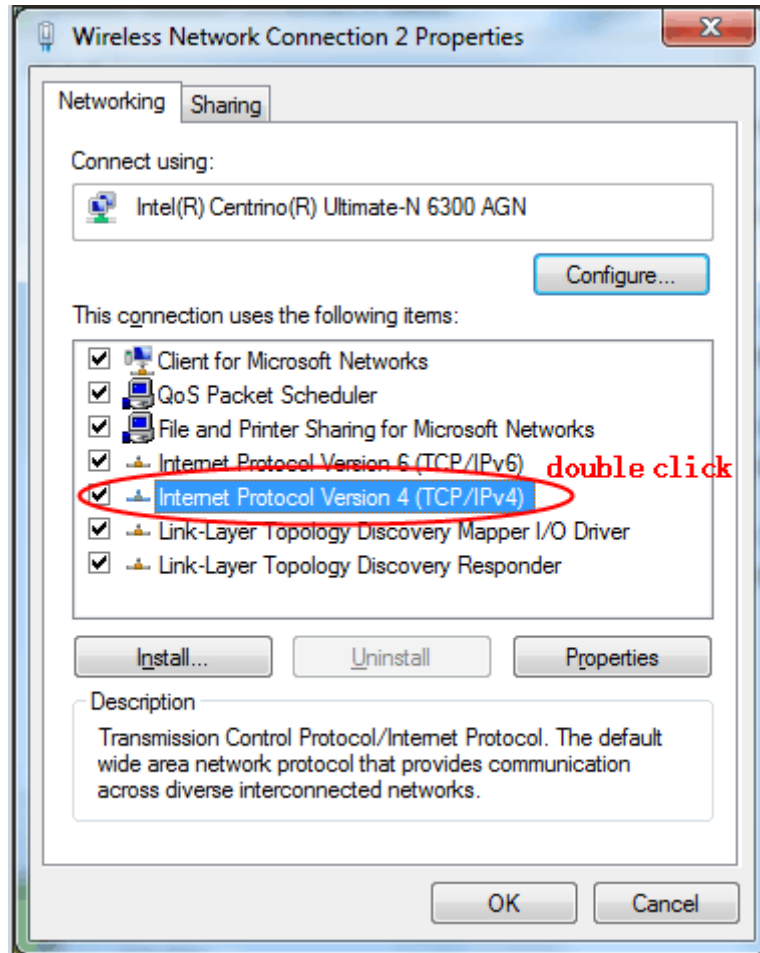 Wireless Network Connection 2 Properties
Networking
Sharing
Connect using:
Intel(R) Centrino(R) Ultimate-N 6300 AGN
Configure...
This connection uses the following items:
Client for Microsoft Networks
QoS Packet Scheduler
File and Printer Sharing for Microsoft Networks
Internet Protocol Version 6 (TCP/IPv6)
double click
Internet Protocol Version 4 (TCP/IPv4)
Link-Layer Topology Discovery Mapper I/O Driver
Link-Layer Topology Discovery Responder
Install...
Uninstall
Properties
Description
Transmission Control Protocol/Internet Protocol. The default
wide area network protocol that provides communication
across diverse interconnected networks.
OK
Cancel